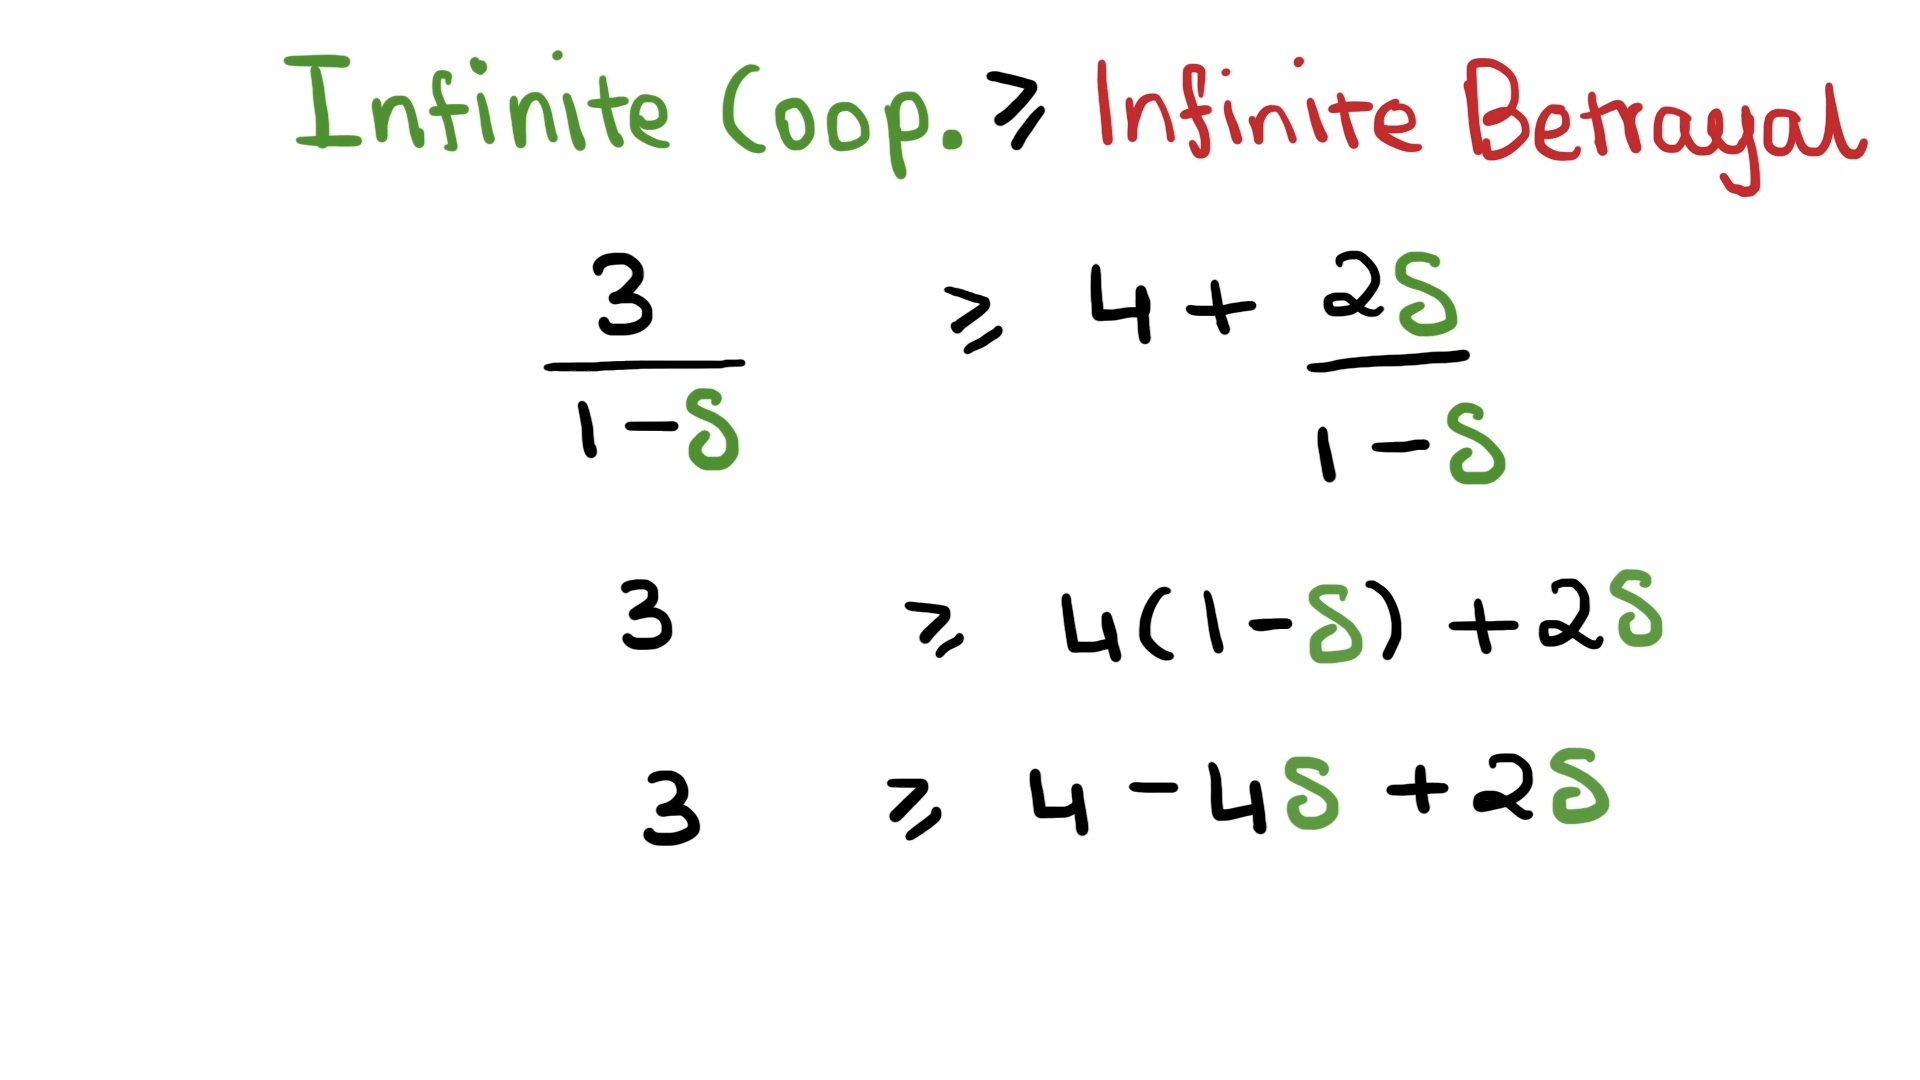 Infinite Coop. ⩾ Infinite Betrayal
3 ⩾ 4 + 2δ
1 - δ 1 - δ
3 ⩾ 4(1-δ) + 2δ
3 ⩾ 4 - 4δ + 2δ